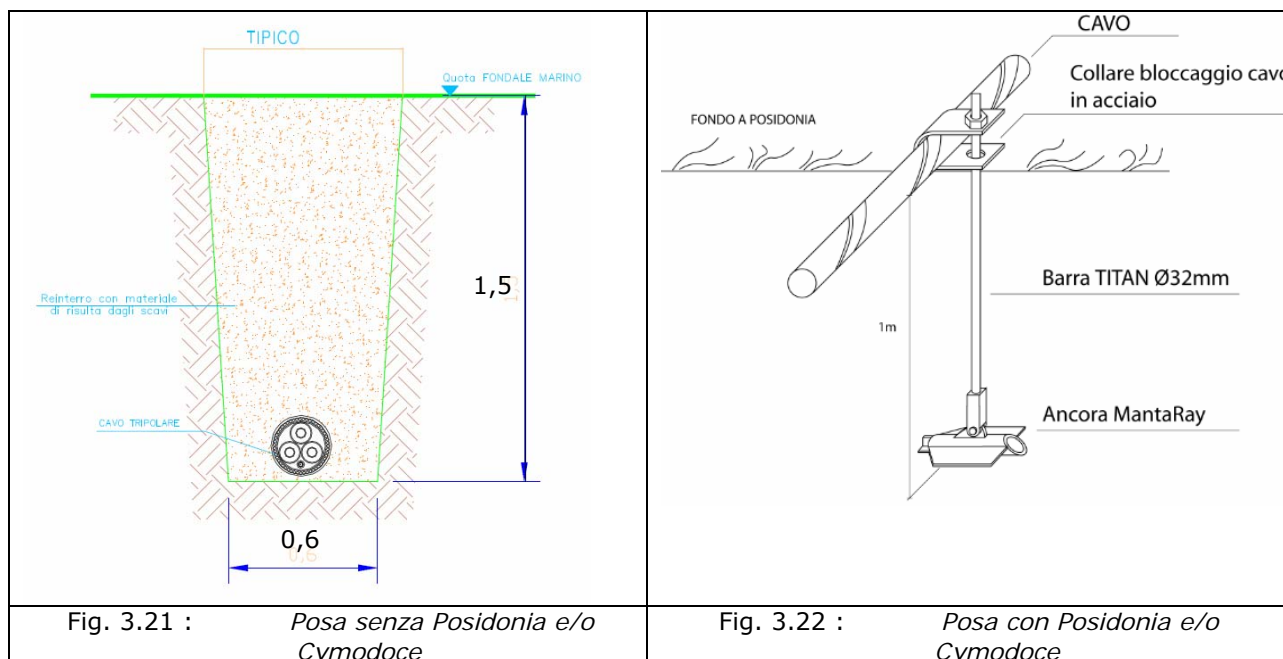 TIPICO
Quota FONDALE MARINO
1,5
Reinterro con materiale
di risulta dagli scavi
CAVO TRIPOLARE
0,6
CAVO
Collare bloccaggio cavo
in acciaio
FONDO A POSIDONIA
Barra TITAN Ø32mm
1m
Ancora MantaRay
Fig. 3.21 : Posa senza Posidonia e/o
Cymodoce
Fig. 3.22 : Posa con Posidonia e/o
Cymodoce